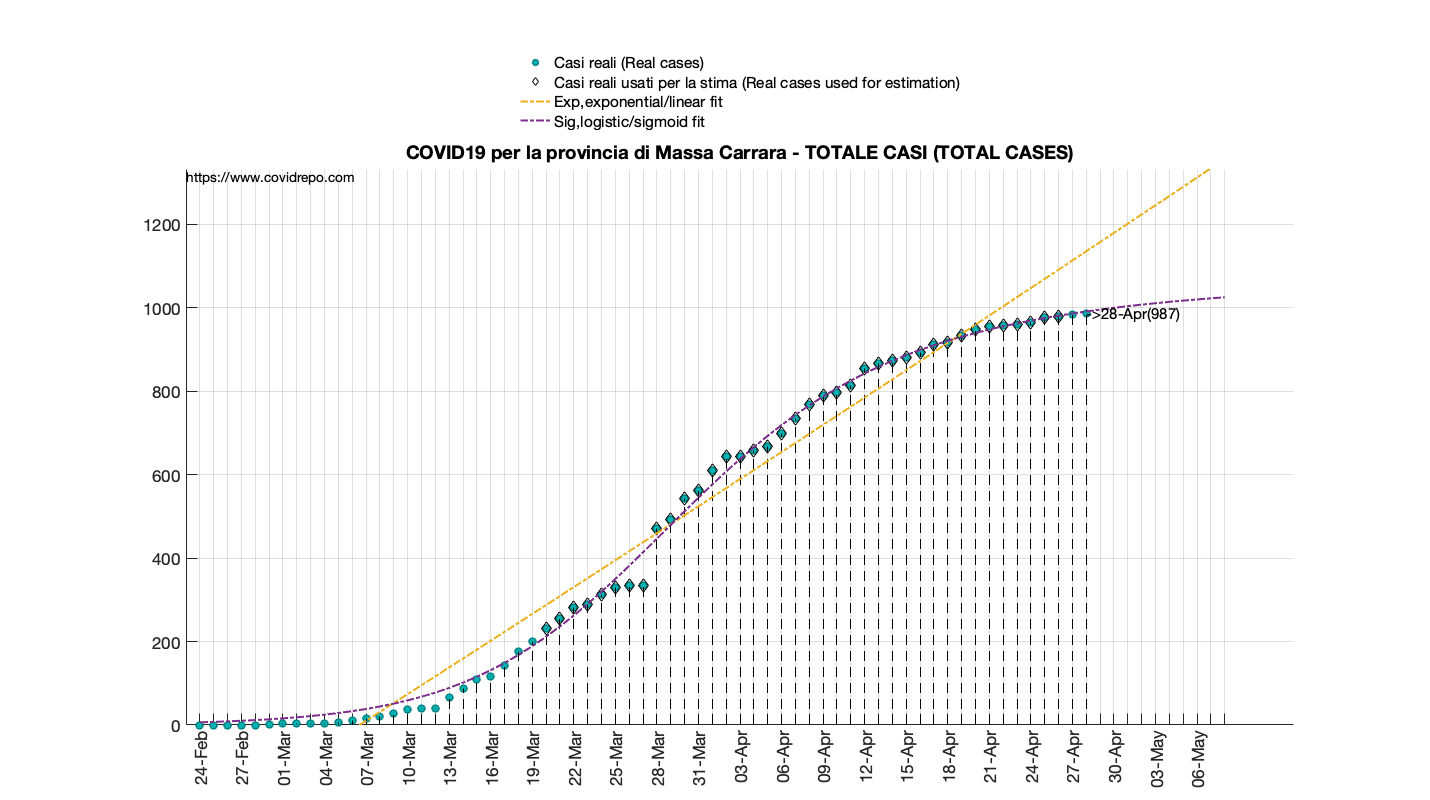 Casi reali (Real cases)
Casi reali usati per la stima (Real cases used for estimation)
Exp,exponential/linear fit
Sig,logistic/sigmoid fit
COVID19 per la provincia di Massa Carrara - TOTALE CASI (TOTAL CASES)
https://www.covidrepo.com
1200
1000
>28-Apr(987)
800
600
400
200
0
24-Feb
27-Feb
01-Mar
04-Mar
07-Mar
10-Mar
13-Mar
16-Mar
19-Mar
22-Mar
25-Mar
28-Mar
31-Mar
03-Apr
06-Apr
09-Apr
12-Apr
15-Apr
18-Apr
21-Apr
24-Apr
27-Apr
30-Apr
03-May
06-May